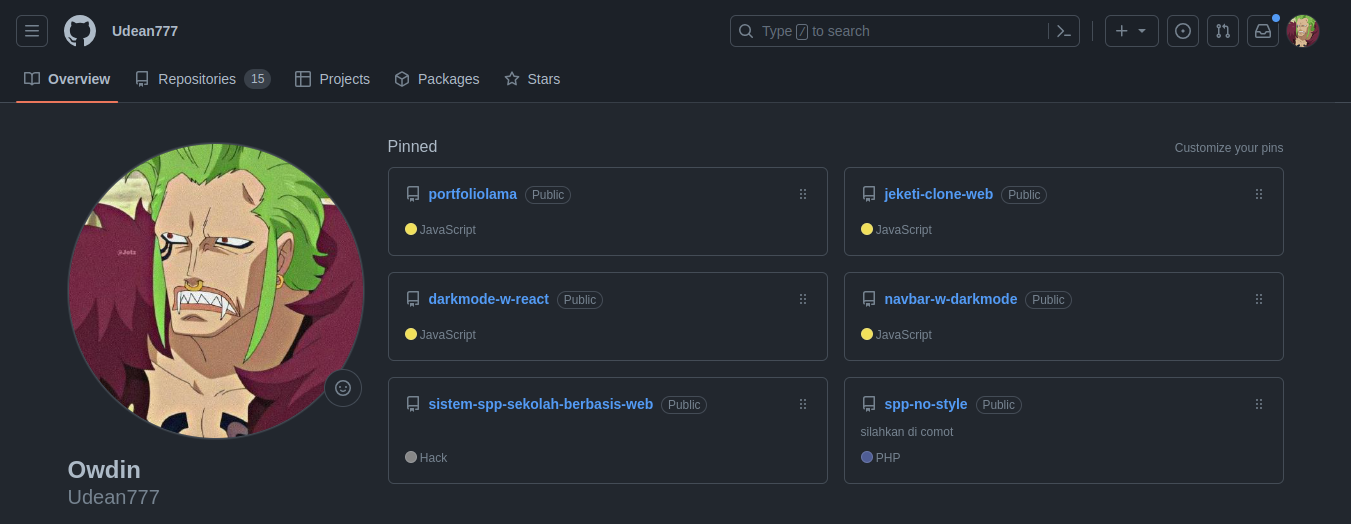 Udean777
Type / to search
Overview
Repositories 15
Projects
Packages
Stars
Pinned
Customize your pins
portfoliolama Public
JavaScript
jeketi-clone-web Public
JavaScript
darkmode-w-react Public
JavaScript
navbar-w-darkmode Public
JavaScript
sistem-spp-sekolah-berbasis-web Public
Hack
spp-no-style Public
silahkan di comot
PHP
Owdin
Udean777